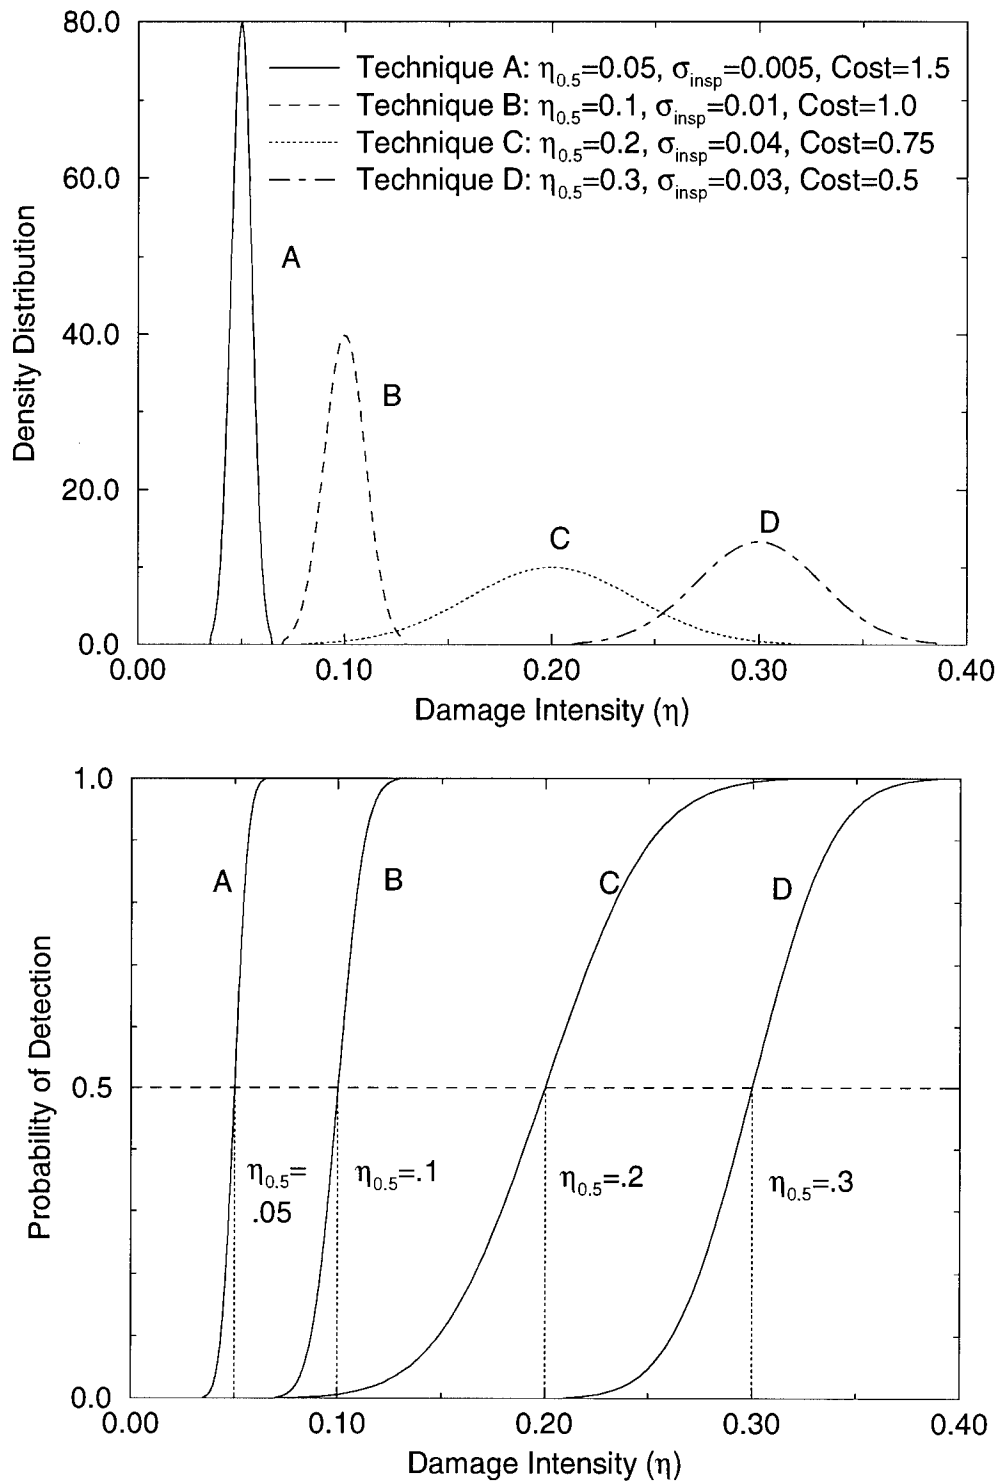 80.0
60.0
40.0
20.0
0.0
Density Distribution
Technique A: η0.5=0.05, σinsp=0.005, Cost=1.5
Technique B: η0.5=0.1, σinsp=0.01, Cost=1.0
Technique C: η0.5=0.2, σinsp=0.04, Cost=0.75
Technique D: η0.5=0.3, σinsp=0.03, Cost=0.5
A
B
C
D
0.00 0.10 0.20 0.30 0.40
Damage Intensity (η)
1.0
0.5
0.0
Probability of Detection
A
B
C
D
η0.5=
.05
η0.5=.1
η0.5=.2
η0.5=.3
0.00 0.10 0.20 0.30 0.40
Damage Intensity (η)